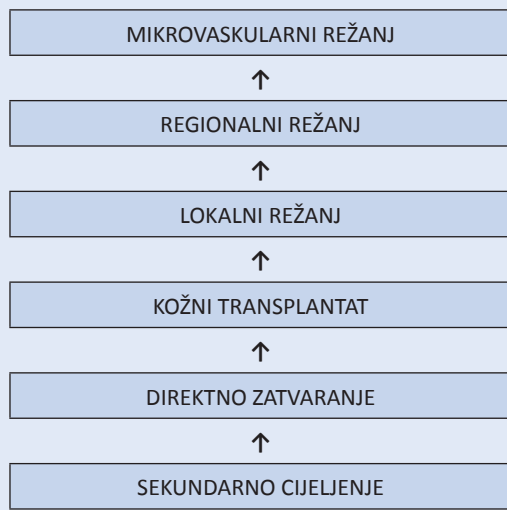 MIKROVASKULARNI REŽANJ
REGIONALNI REŽANJ
LOKALNI REŽANJ
KOŽNI TRANSPLANTAT
DIREKTNO ZATVARANJE
SEKUNDARNO CIJELJENJE